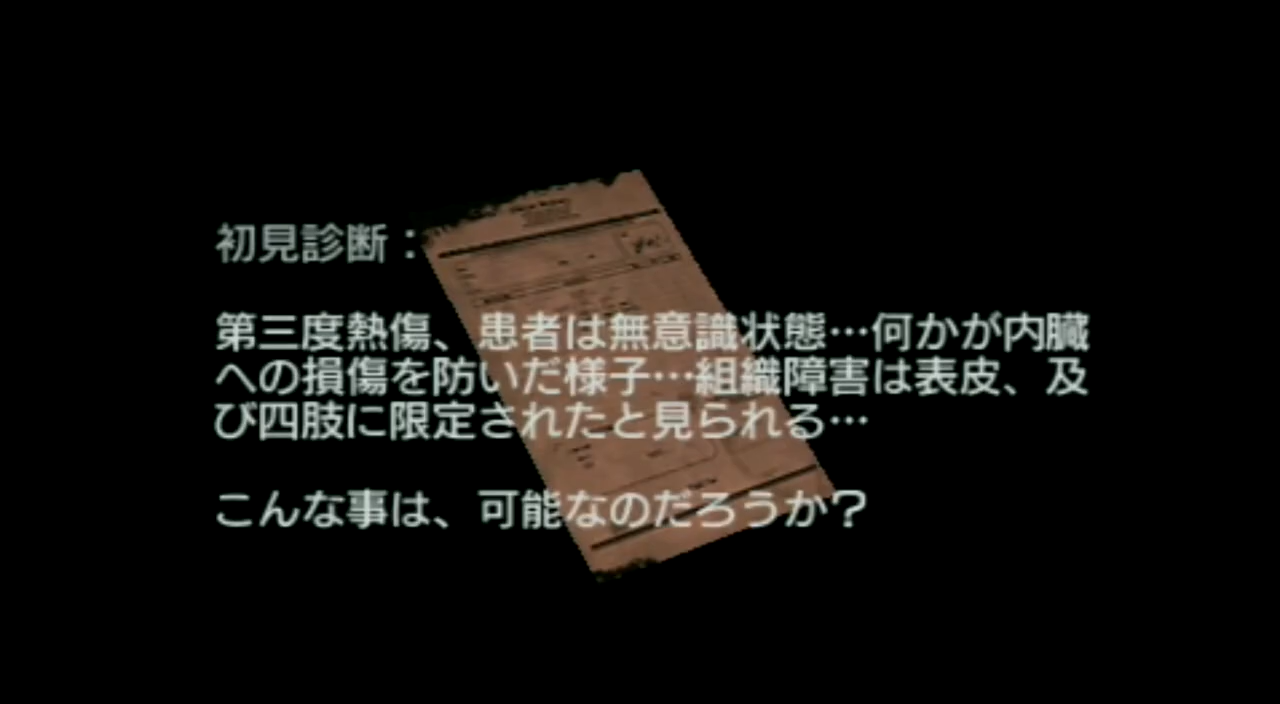 初見診断：
第三度熱傷、患者は無意識状態…何かが内臓
への損傷を防いだ様子…組織障害は表皮、及
び四肢に限定されたと見られる…
こんな事は、可能なのだろうか？